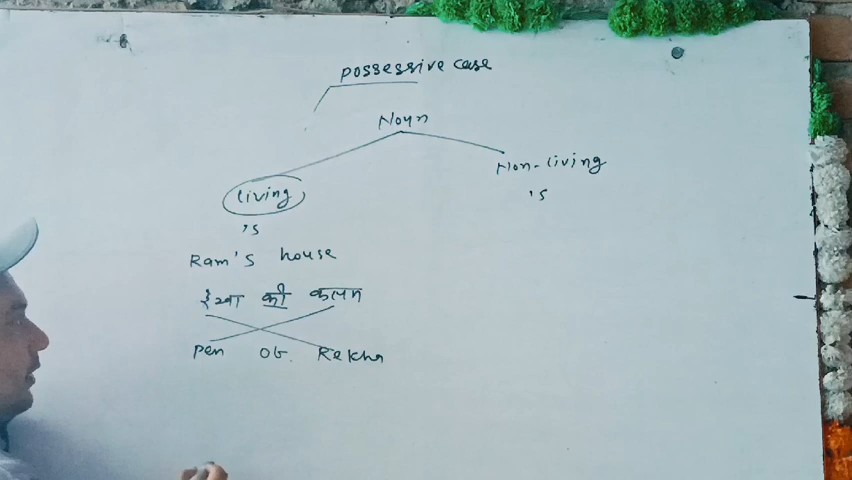 possessive case
Noun
living
Non-living
's
's
Ram's house
रेखा की कलम
Pen of Rekha